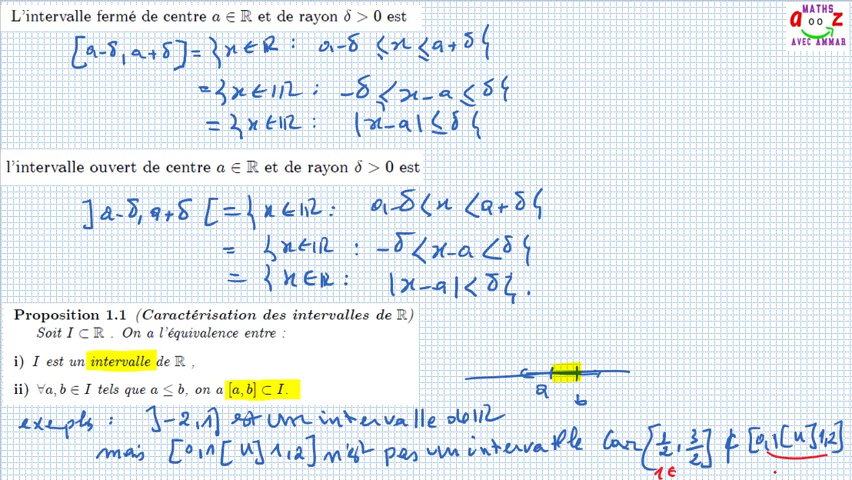 L'intervalle fermé de centre a ∈ ℝ et de rayon δ > 0 est
MATHS
a oo z
AVEC AMMAR
[a-δ, a+δ] = {x ∈ ℝ : a-δ ≤ x ≤ a+δ}
= {x ∈ ℝ : -δ ≤ x-a ≤ δ}
= {x ∈ ℝ : |x-a| ≤ δ}
l'intervalle ouvert de centre a ∈ ℝ et de rayon δ > 0 est
]a-δ, a+δ[ = {x ∈ ℝ : a-δ < x < a+δ}
= {x ∈ ℝ : -δ < x-a < δ}
= {x ∈ ℝ : |x-a| < δ}.
Proposition 1.1 (Caractérisation des intervalles de ℝ)
Soit I ⊂ ℝ . On a l'équivalence entre :
i) I est un intervalle de ℝ ,
ii) ∀a, b ∈ I tels que a ≤ b, on a [a, b] ⊂ I.
a b
exempls : ]-2,1] est un intervalle de ℝ
mais [0,1[ U ]1,2] n'est pas un intervalle Car [1/2, 3/2] ⊄ [0,1[ U ]1,2]
1 ∈